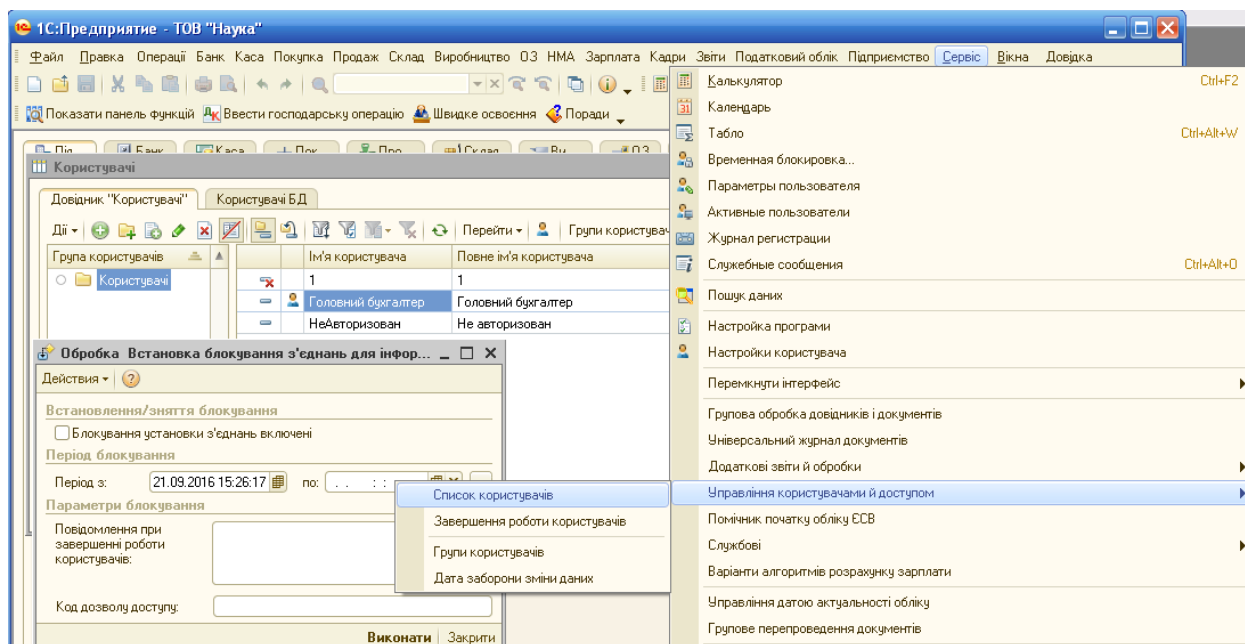 1С:Предприятие - ТОВ "Наука"
Файл Правка Операції Банк Каса Покупка Продаж Склад Виробництво ОЗ НМА Зарплата Кадри Звіти Податковий облік Підприємство Сервіс Вікна Довідка
Показати панель функцій Ввести господарську операцію Швидке освоєння Поради
Банк Каса Склад ОЗ
Користувачі
Довідник "Користувачі" Користувачі БД
Дії Перейти Групи користувач
Група користувачів Ім'я користувача Повне ім'я користувача
Користувачі 1 1
Головний бухгалтер Головний бухгалтер
НеАвторизован Не авторизован
Обробка Встановка блокування з'єднань для інфор...
Действия
Встановлення/зняття блокування
Блокування установки з'єднань включені
Період блокування
Період з: 21.09.2016 15:26:17 по: . . : :
Параметри блокування
Повідомлення при
завершенні роботи
користувачів:
Код дозволу доступу:
Виконати Закрити
Калькулятор Ctrl+F2
Календарь
31
Табло Ctrl+Alt+W
Временная блокировка...
Параметры пользователя
Активные пользователи
Журнал регистрации
Служебные сообщения Ctrl+Alt+O
Пошук даних
Настройка програми
Настройки користувача
Перемкнути інтерфейс
Групова обробка довідників і документів
Універсальний журнал документів
Додаткові звіти й обробки
Управління користувачами й доступом
Помічник початку обліку ЄСВ
Службові
Варіанти алгоритмів розрахунку зарплати
Управління датою актуальності обліку
Групове перепроведення документів
Список користувачів
Завершення роботи користувачів
Групи користувачів
Дата заборони зміни даних